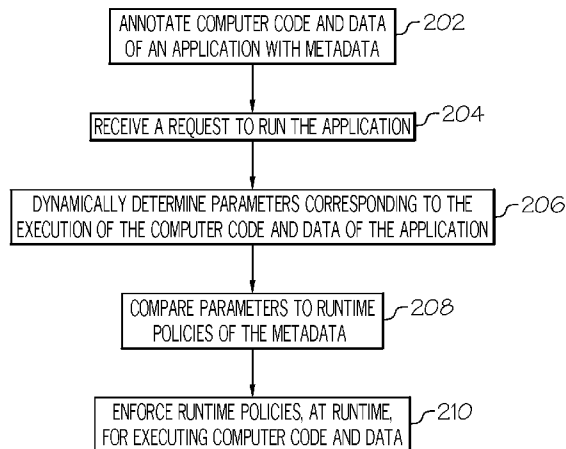 ANNOTATE COMPUTER CODE AND DATA
OF AN APPLICATION WITH METADATA
202
RECEIVE A REQUEST TO RUN THE APPLICATION
204
DYNAMICALLY DETERMINE PARAMETERS CORRESPONDING TO THE
EXECUTION OF THE COMPUTER CODE AND DATA OF THE APPLICATION
206
COMPARE PARAMETERS TO RUNTIME
POLICIES OF THE METADATA
208
ENFORCE RUNTIME POLICIES, AT RUNTIME,
FOR EXECUTING COMPUTER CODE AND DATA
210